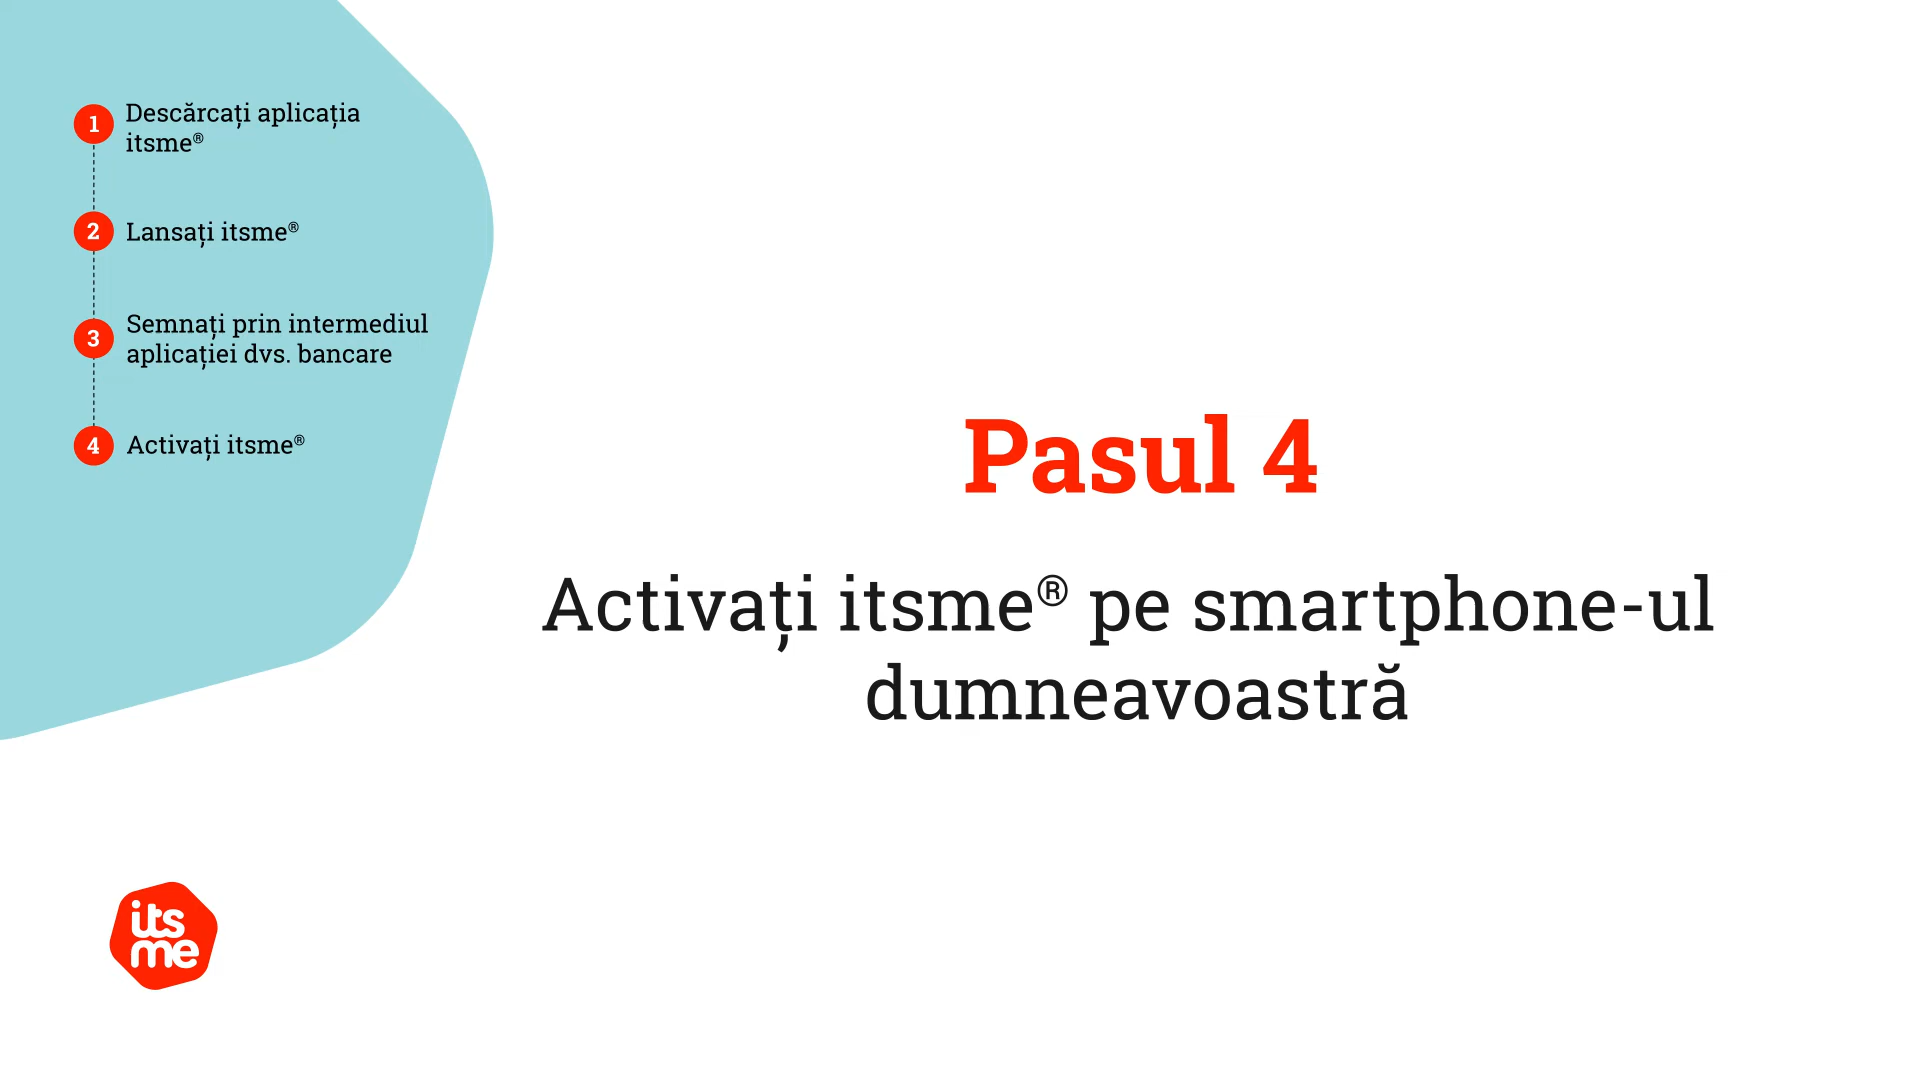 1 Descărcați aplicația
itsme®
2 Lansați itsme®
3 Semnați prin intermediul
aplicației dvs. bancare
4 Activați itsme®
Pasul 4
Activați itsme® pe smartphone-ul
dumneavoastră
its
me